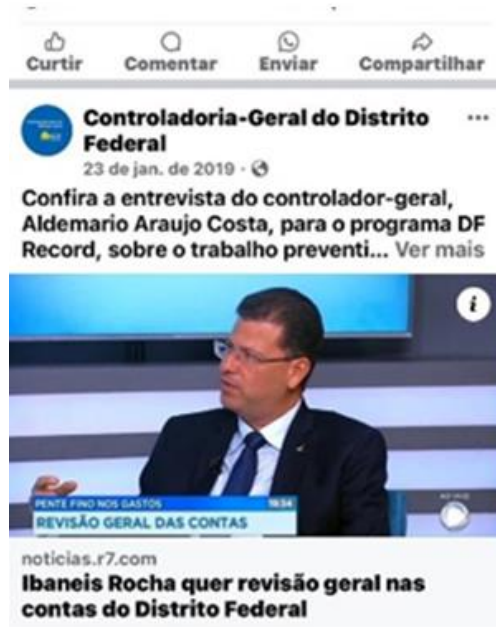 Curtir Comentar Enviar Compartilhar
Controladoria-Geral do Distrito
Federal
23 de jan. de 2019 ·
Confira a entrevista do controlador-geral,
Aldemario Araujo Costa, para o programa DF
Record, sobre o trabalho preventi... Ver mais
PENTE FINO NOS GASTOS 19:34
REVISÃO GERAL DAS CONTAS
AO VIVO
noticias.r7.com
Ibaneis Rocha quer revisão geral nas
contas do Distrito Federal